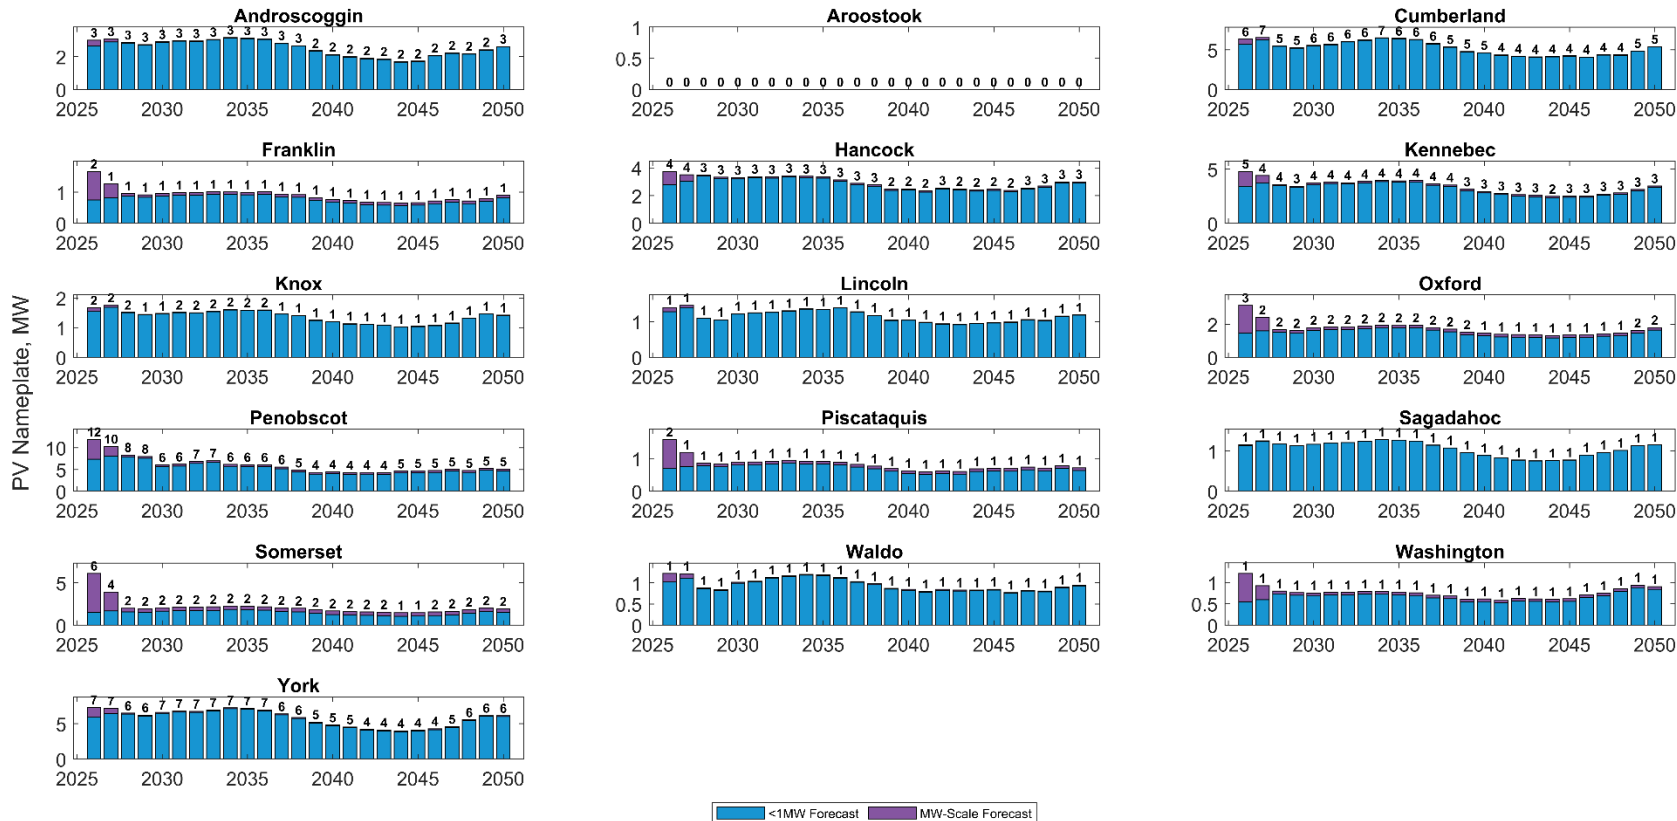 Androscoggin
3 3 3 3 3 3 3 3 3 3 3 3 3 2 2 2 2 2 2 2 2 2 2 2 3
2
0
2025 2030 2035 2040 2045 2050
Aroostook
1
0.5
0 0 0 0 0 0 0 0 0 0 0 0 0 0 0 0 0 0 0 0 0 0 0 0 0
0
2025 2030 2035 2040 2045 2050
Cumberland
6 7 5 5 6 6 6 6 7 6 6 6 5 5 5 4 4 4 4 4 4 4 4 5 5
5
0
2025 2030 2035 2040 2045 2050
Franklin
2 1 1 1 1 1 1 1 1 1 1 1 1 1 1 1 1 1 1 1 1 1 1 1 1
1
0
2025 2030 2035 2040 2045 2050
Hancock
4 4 3 3 3 3 3 3 3 3 3 3 3 2 2 2 3 2 2 2 2 3 3 3 3
4
2
0
2025 2030 2035 2040 2045 2050
Kennebec
5 4 4 3 4 4 4 4 4 4 4 4 4 3 3 3 3 3 2 3 3 3 3 3 3
5
0
2025 2030 2035 2040 2045 2050
PV Nameplate, MW
Knox
2 2 2 1 1 2 2 2 2 2 2 1 1 1 1 1 1 1 1 1 1 1 1 1 1
2
1
0
2025 2030 2035 2040 2045 2050
Lincoln
1 1 1 1 1 1 1 1 1 1 1 1 1 1 1 1 1 1 1 1 1 1 1 1 1
1
0
2025 2030 2035 2040 2045 2050
Oxford
3 2 2 2 2 2 2 2 2 2 2 2 2 2 1 1 1 1 1 1 1 1 1 2 2
2
0
2025 2030 2035 2040 2045 2050
Penobscot
12 10 8 8 6 6 7 7 6 6 6 6 5 4 4 4 4 4 5 5 5 5 5 5 5
10
5
0
2025 2030 2035 2040 2045 2050
Piscataquis
2 1 1 1 1 1 1 1 1 1 1 1 1 1 1 1 1 1 1 1 1 1 1 1 1
1
0
2025 2030 2035 2040 2045 2050
Sagadahoc
1 1 1 1 1 1 1 1 1 1 1 1 1 1 1 1 1 1 1 1 1 1 1 1 1
1
0
2025 2030 2035 2040 2045 2050
Somerset
6 4 2 2 2 2 2 2 2 2 2 2 2 2 2 2 2 2 1 1 2 2 2 2 2
5
0
2025 2030 2035 2040 2045 2050
Waldo
1 1 1 1 1 1 1 1 1 1 1 1 1 1 1 1 1 1 1 1 1 1 1 1 1
1
0.5
0
2025 2030 2035 2040 2045 2050
Washington
1 1 1 1 1 1 1 1 1 1 1 1 1 1 1 1 1 1 1 1 1 1 1 1 1
1
0.5
0
2025 2030 2035 2040 2045 2050
York
7 7 6 6 7 7 7 7 7 7 7 6 6 5 5 5 4 4 4 4 4 5 6 6 6
5
0
2025 2030 2035 2040 2045 2050
<1MW Forecast MW-Scale Forecast